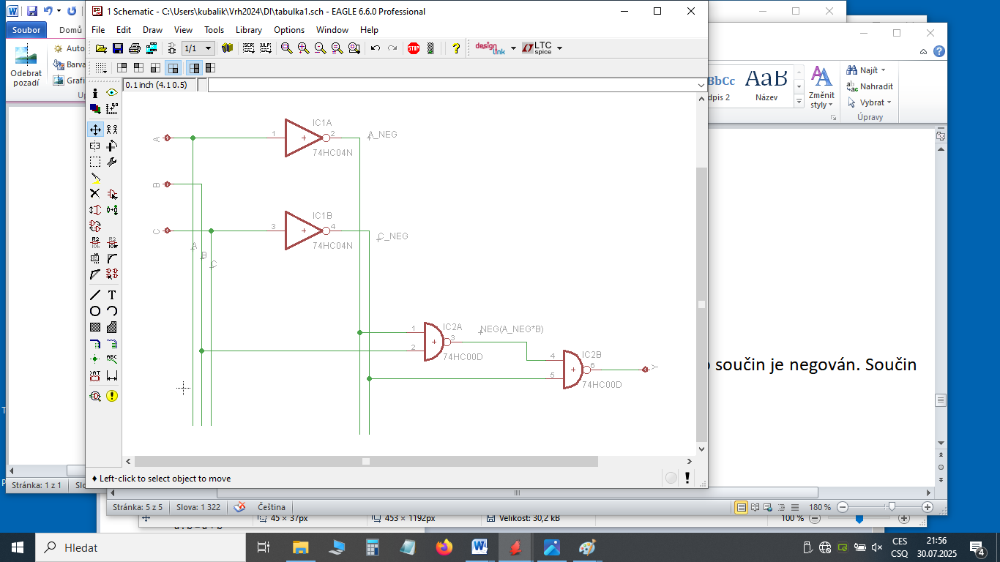 1 Schematic - C:\Users\kubalik\Vrh2024\Dl\tabulka1.sch - EAGLE 6.6.0 Professional
File Edit Draw View Tools Library Options Window Help
Soubor Domů
1/1
design link
LTC spice
Odebrat pozadí
Auto
Barva
Grafi
0.1 inch (4.1 0.5)
bCc
dpis 2
AaB
Název
Změnit styly
Najít
Nahradit
Vybrat
Úpravy
IC1A
A 1 2 A_NEG
74HC04N
B
IC1B
C 3 4 C_NEG
74HC04N
A
B
C
IC2A
1 3 NEG(A_NEG*B)
2 74HC00D
IC2B
4 6 Y
5 74HC00D
součin je negován. Součin
Left-click to select object to move
Stránka: 1 z 1
Stránka: 5 z 5 Slova: 1 322 Čeština 180 %
45 × 37px 453 × 1192px Velikost: 30,2 kB 100 %
Hledat
CES
CSQ
21:56
30.07.2025
4